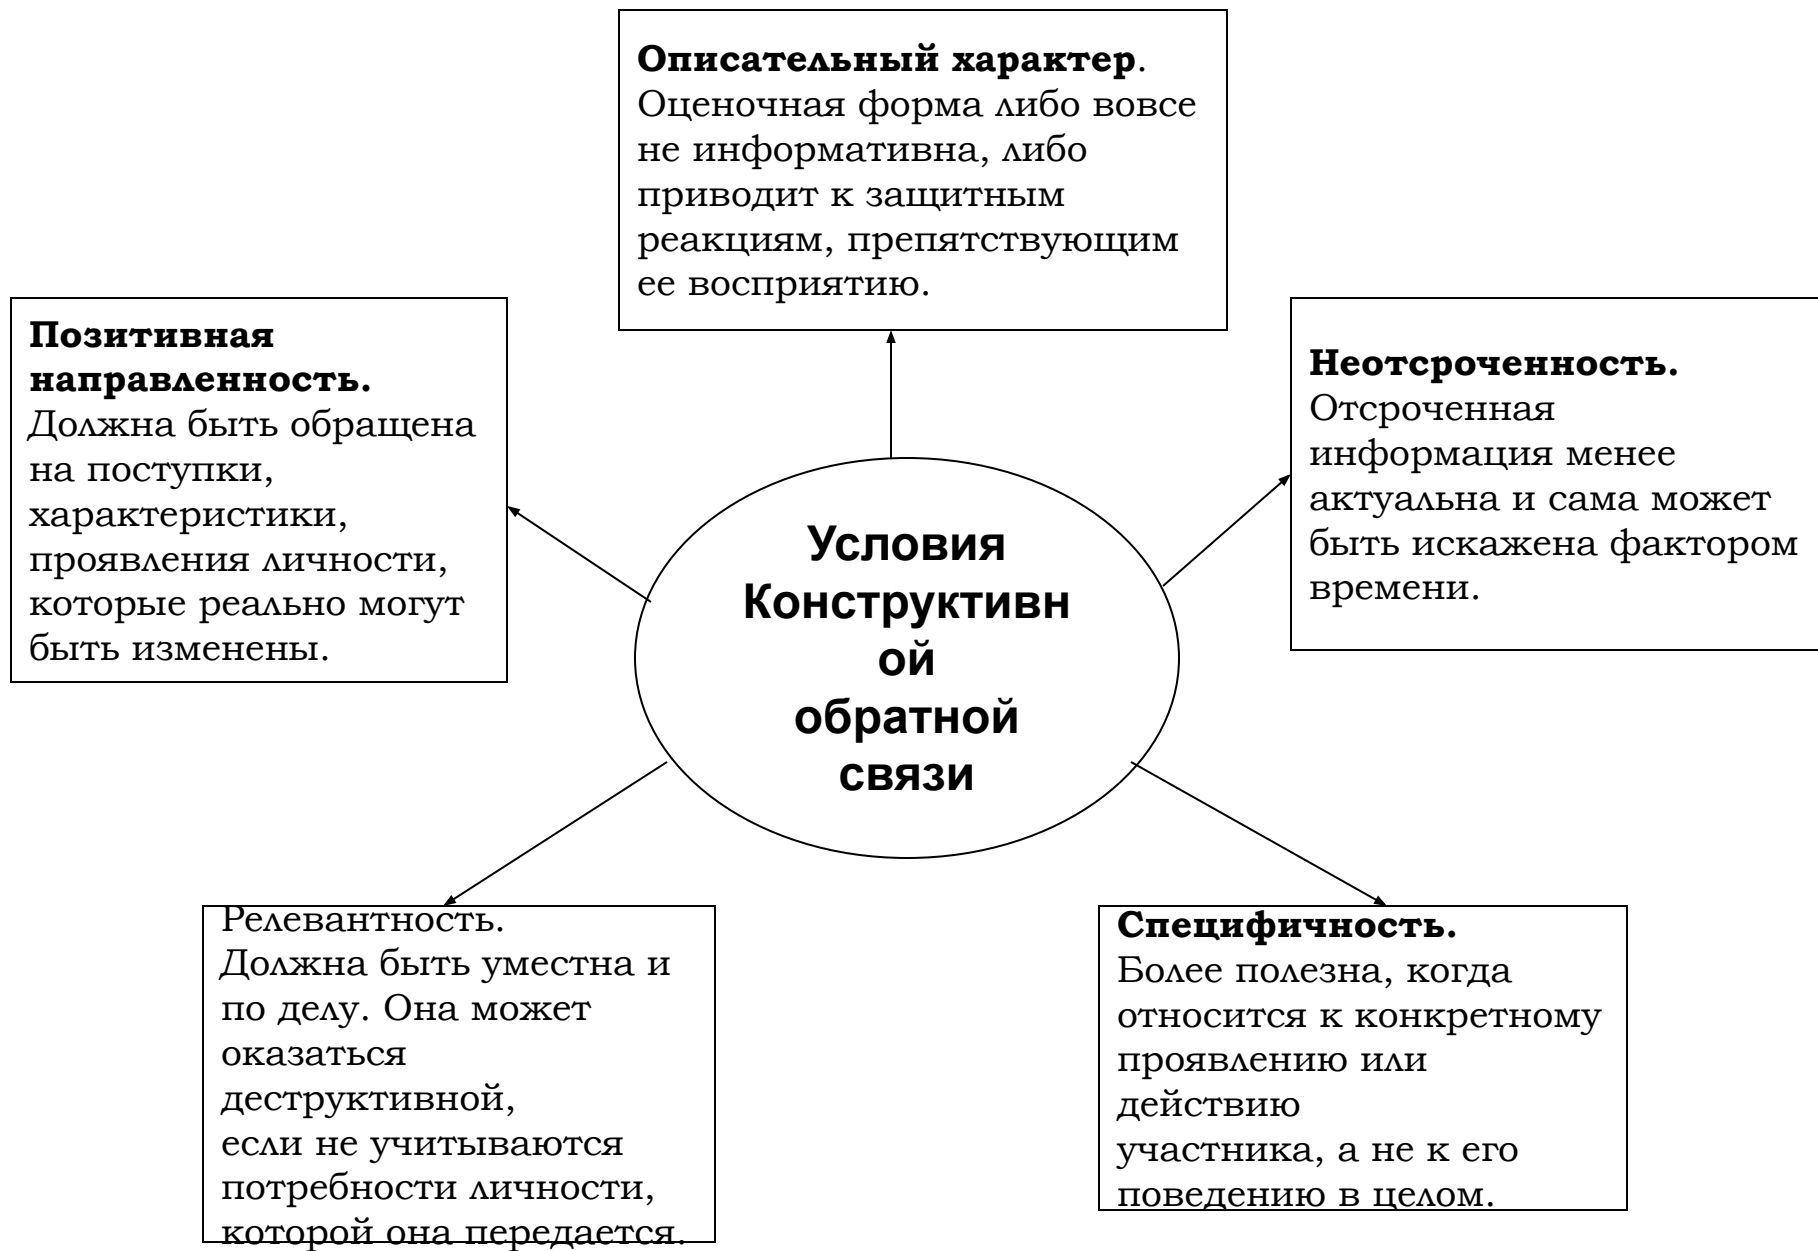 Описательный характер.
Оценочная форма либо вовсе
не информативна, либо
приводит к защитным
реакциям, препятствующим
ее восприятию.
Позитивная
направленность.
Должна быть обращена
на поступки,
характеристики,
проявления личности,
которые реально могут
быть изменены.
Неотсроченность.
Отсроченная
информация менее
актуальна и сама может
быть искажена фактором
времени.
Условия
Конструктивн
ой
обратной
связи
Релевантность.
Должна быть уместна и
по делу. Она может
оказаться
деструктивной,
если не учитываются
потребности личности,
которой она передается.
Специфичность.
Более полезна, когда
относится к конкретному
проявлению или
действию
участника, а не к его
поведению в целом.